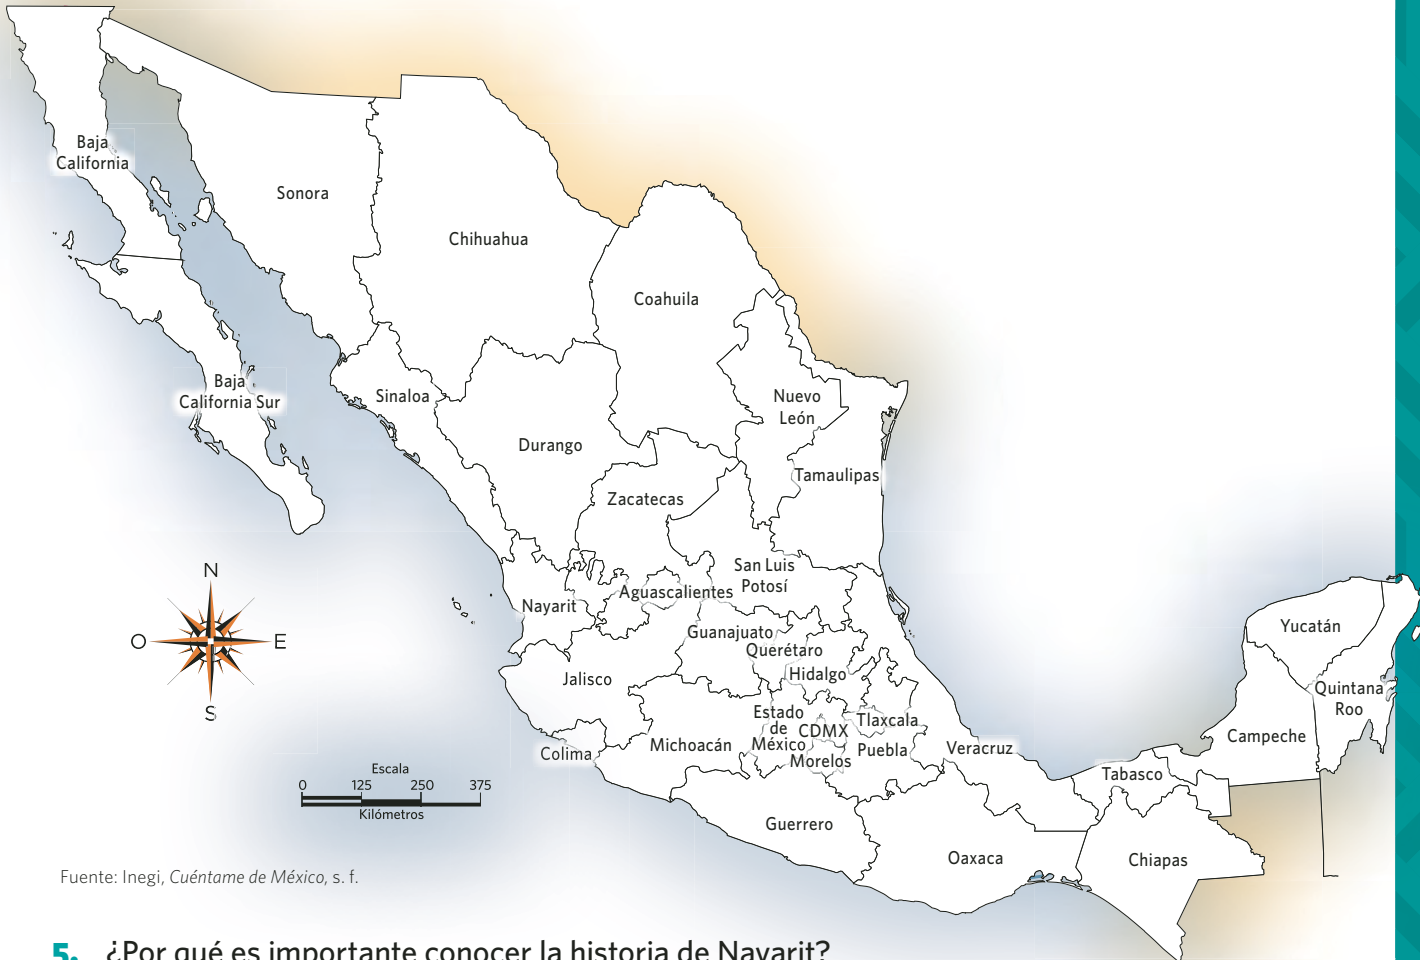 Baja
California
Sonora
Chihuahua
Coahuila
Baja
California Sur
Sinaloa
Nuevo
León
Durango
Tamaulipas
Zacatecas
San Luis
Potosí
Aguascalientes
Nayarit
Guanajuato
Querétaro
Hidalgo
Jalisco
Yucatán
Quintana
Roo
Campeche
Estado
de
México
CDMX
Tlaxcala
Puebla
Morelos
Michoacán
Colima
Veracruz
Tabasco
Guerrero
Oaxaca
Chiapas
N
O
E
S
Escala
0 125 250 375
Kilómetros
Fuente: Inegi, Cuéntame de México, s. f.
5. ¿Por qué es importante conocer la historia de Nayarit?